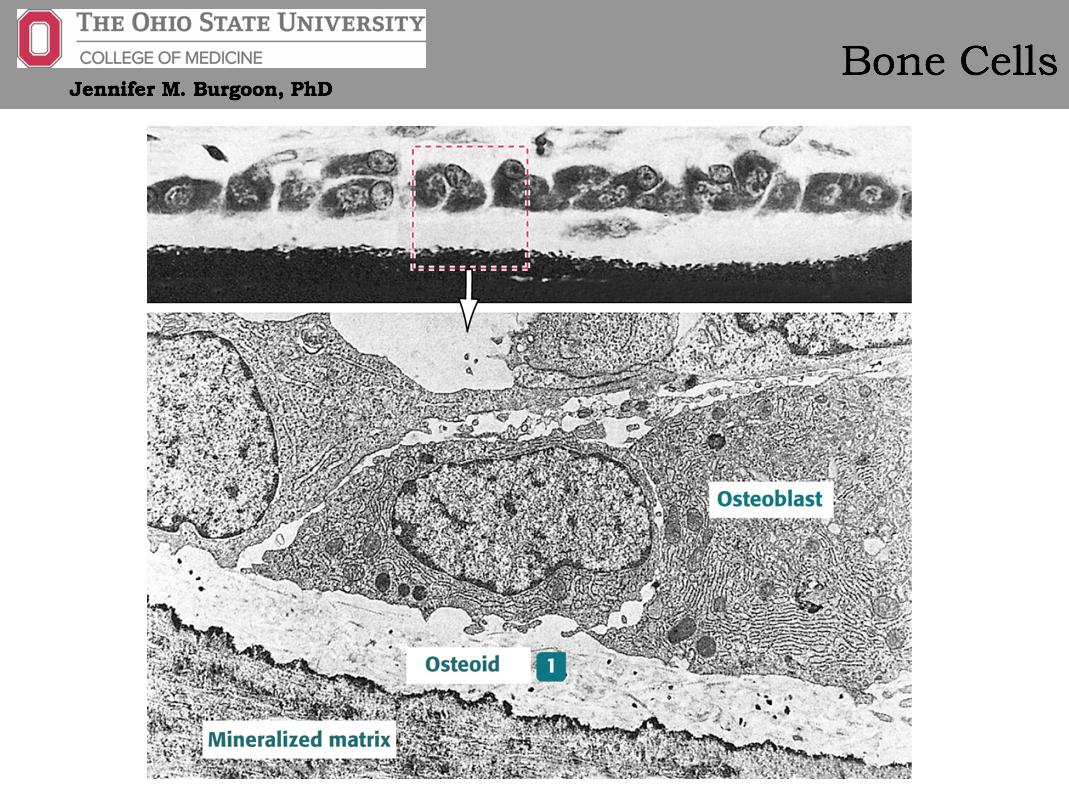 THE OHIO STATE UNIVERSITY
COLLEGE OF MEDICINE
Jennifer M. Burgoon, PhD
Bone Cells
Osteoblast
Osteoid 1
Mineralized matrix